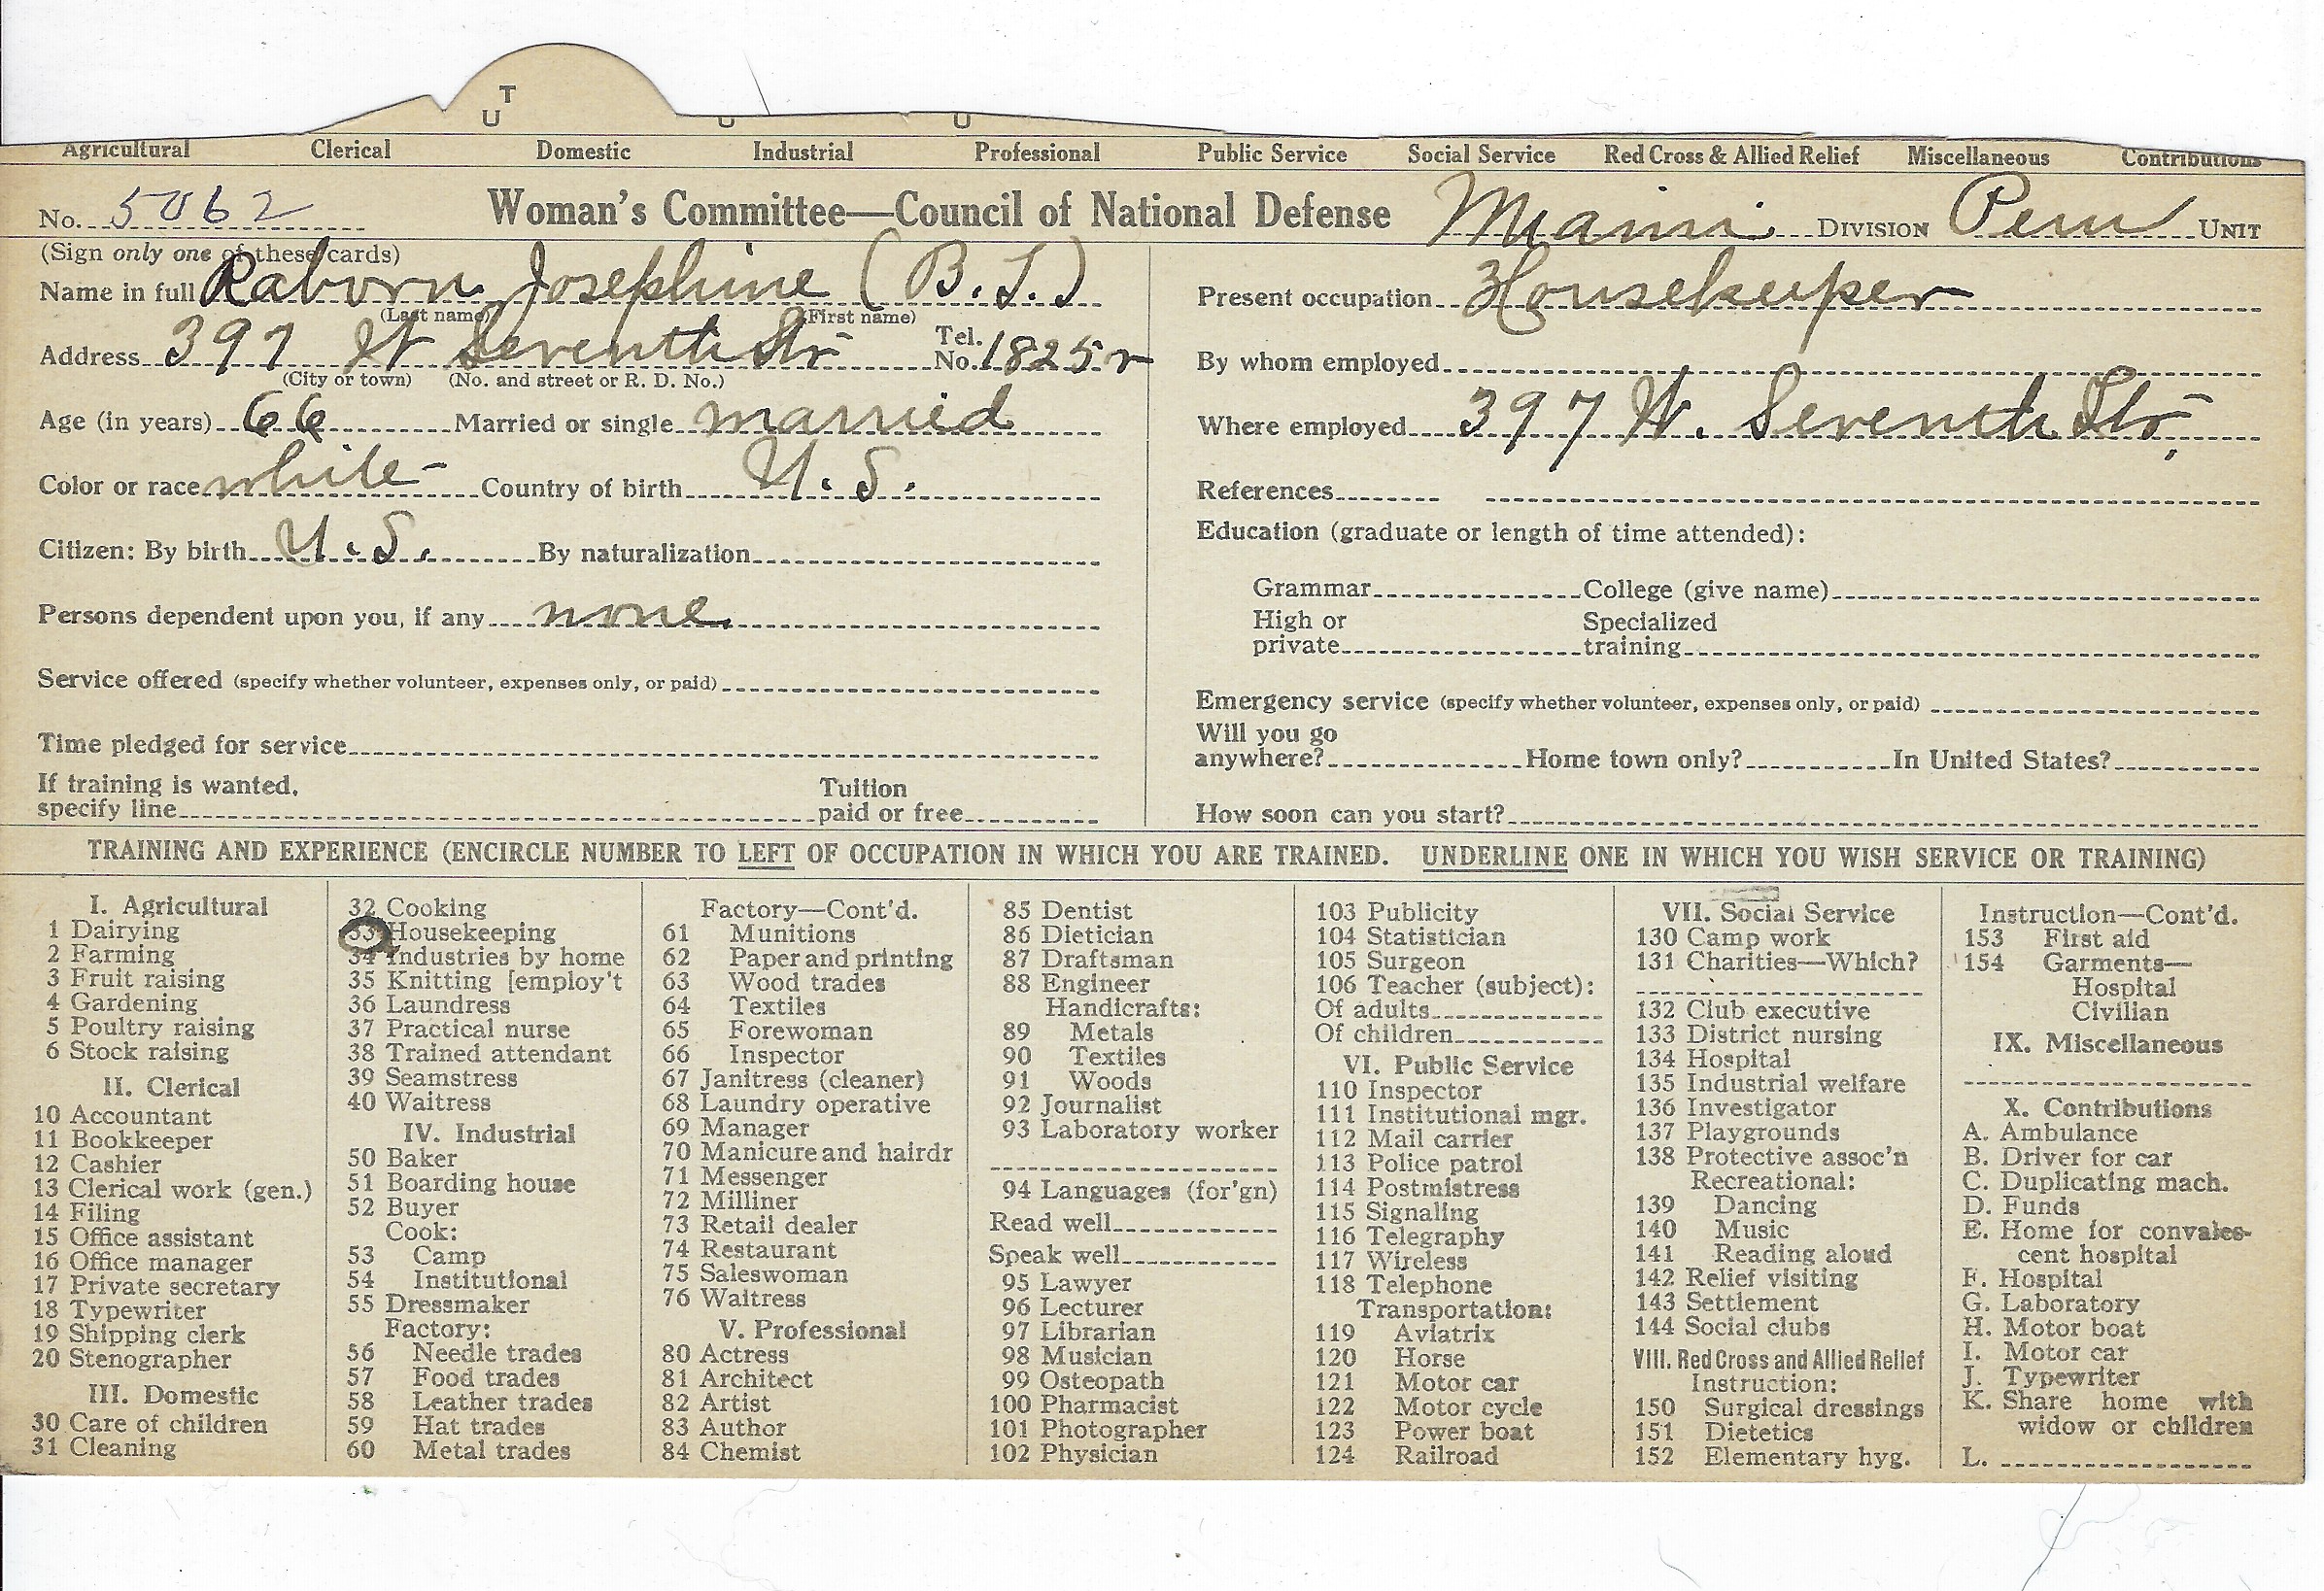 T
U U U
Agricultural Clerical Domestic Industrial Professional Public Service Social Service Red Cross & Allied Relief Miscellaneous Contributions
No. 5062 Woman's Committee—Council of National Defense Miami DIVISION Peru UNIT
(Sign only one of these cards)
Name in full Raborn Josephine (B.T.)
(Last name) (First name)
Address 397 W Seventh Str Tel. No. 1825 r
(City or town) (No. and street or R. D. No.)
Age (in years) 66 Married or single married
Color or race white Country of birth U.S.
Citizen: By birth U.S. By naturalization
Persons dependent upon you, if any none
Service offered (specify whether volunteer, expenses only, or paid)
Time pledged for service
If training is wanted, specify line Tuition paid or free
Present occupation Housekeeper
By whom employed
Where employed 397 W. Seventh Str,
References
Education (graduate or length of time attended):
Grammar College (give name)
High or private Specialized training
Emergency service (specify whether volunteer, expenses only, or paid)
Will you go anywhere? Home town only? In United States?
How soon can you start?
TRAINING AND EXPERIENCE (ENCIRCLE NUMBER TO LEFT OF OCCUPATION IN WHICH YOU ARE TRAINED. UNDERLINE ONE IN WHICH YOU WISH SERVICE OR TRAINING)
I. Agricultural
1 Dairying
2 Farming
3 Fruit raising
4 Gardening
5 Poultry raising
6 Stock raising
II. Clerical
10 Accountant
11 Bookkeeper
12 Cashier
13 Clerical work (gen.)
14 Filing
15 Office assistant
16 Office manager
17 Private secretary
18 Typewriter
19 Shipping clerk
20 Stenographer
III. Domestic
30 Care of children
31 Cleaning
32 Cooking
33 Housekeeping
34 Industries by home
35 Knitting [employ't
36 Laundress
37 Practical nurse
38 Trained attendant
39 Seamstress
40 Waitress
IV. Industrial
50 Baker
51 Boarding house
52 Buyer
Cook:
53 Camp
54 Institutional
55 Dressmaker
Factory:
56 Needle trades
57 Food trades
58 Leather trades
59 Hat trades
60 Metal trades
Factory—Cont'd.
61 Munitions
62 Paper and printing
63 Wood trades
64 Textiles
65 Forewoman
66 Inspector
67 Janitress (cleaner)
68 Laundry operative
69 Manager
70 Manicure and hairdr
71 Messenger
72 Milliner
73 Retail dealer
74 Restaurant
75 Saleswoman
76 Waitress
V. Professional
80 Actress
81 Architect
82 Artist
83 Author
84 Chemist
85 Dentist
86 Dietician
87 Draftsman
88 Engineer
Handicrafts:
89 Metals
90 Textiles
91 Woods
92 Journalist
93 Laboratory worker
94 Languages (for'gn)
Read well
Speak well
95 Lawyer
96 Lecturer
97 Librarian
98 Musician
99 Osteopath
100 Pharmacist
101 Photographer
102 Physician
103 Publicity
104 Statistician
105 Surgeon
106 Teacher (subject):
Of adults
Of children
VI. Public Service
110 Inspector
111 Institutional mgr.
112 Mail carrier
113 Police patrol
114 Postmistress
115 Signaling
116 Telegraphy
117 Wireless
118 Telephone
Transportation:
119 Aviatrix
120 Horse
121 Motor car
122 Motor cycle
123 Power boat
124 Railroad
VII. Social Service
130 Camp work
131 Charities—Which?
132 Club executive
133 District nursing
134 Hospital
135 Industrial welfare
136 Investigator
137 Playgrounds
138 Protective assoc'n
Recreational:
139 Dancing
140 Music
141 Reading aloud
142 Relief visiting
143 Settlement
144 Social clubs
VIII. Red Cross and Allied Relief
Instruction:
150 Surgical dressings
151 Dietetics
152 Elementary hyg.
Instruction—Cont'd.
153 First aid
154 Garments—
Hospital
Civilian
IX. Miscellaneous
X. Contributions
A. Ambulance
B. Driver for car
C. Duplicating mach.
D. Funds
E. Home for convales-
cent hospital
F. Hospital
G. Laboratory
H. Motor boat
I. Motor car
J. Typewriter
K. Share home with
widow or children
L.